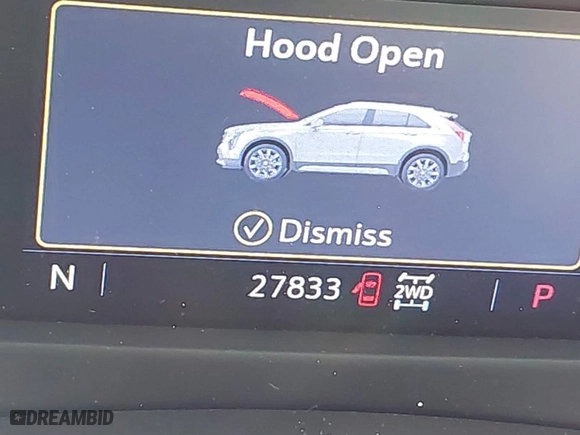 Hood Open
Dismiss
N 27833 2WD P
DREAMBID